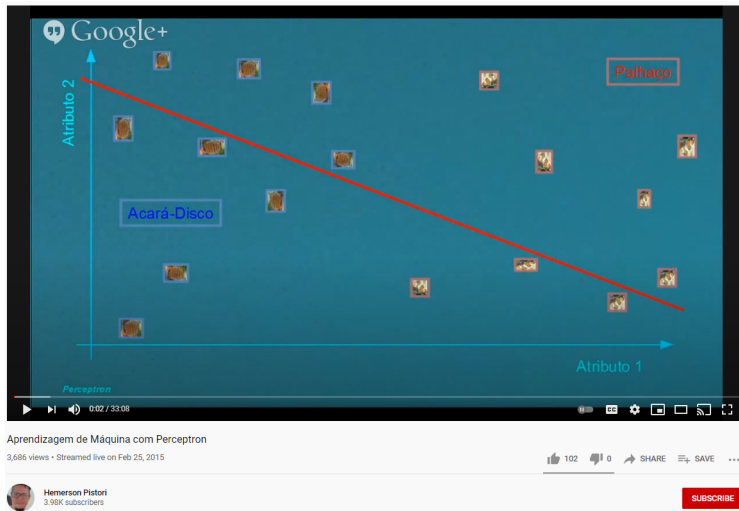 Google+
Atributo 2
Palhaço
Acará-Disco
Atributo 1
Perceptron
0:02 / 33:08
CC
Aprendizagem de Máquina com Perceptron
3,686 views • Streamed live on Feb 25, 2015
102
0
SHARE
SAVE
Hemerson Pistori
3.98K subscribers
SUBSCRIBE